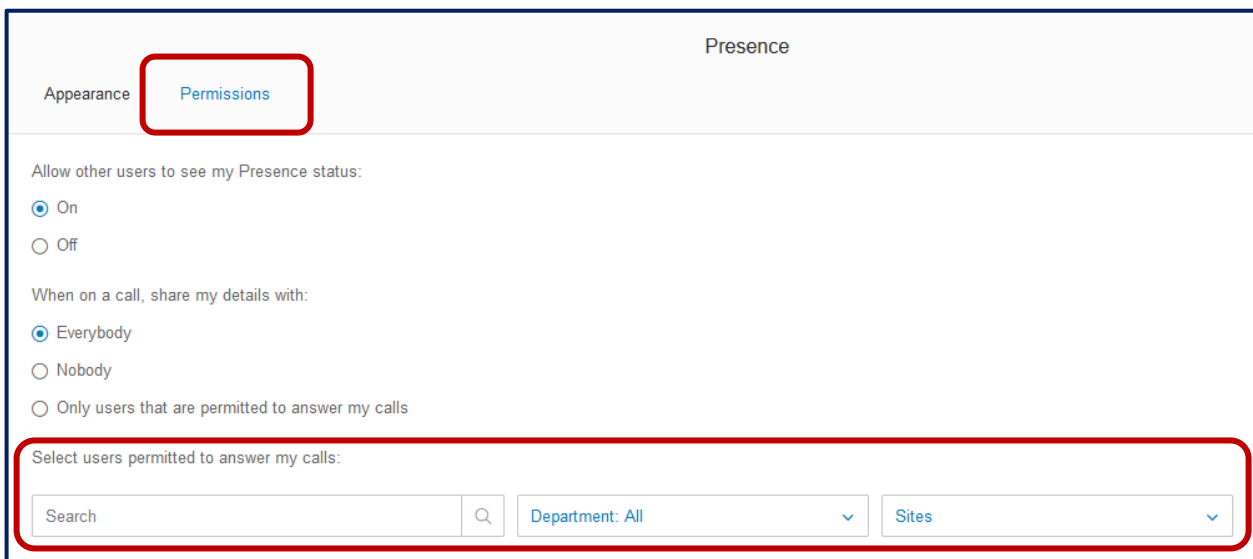 Presence
Appearance Permissions
Allow other users to see my Presence status:
On
Off
When on a call, share my details with:
Everybody
Nobody
Only users that are permitted to answer my calls
Select users permitted to answer my calls:
Search Department: All Sites